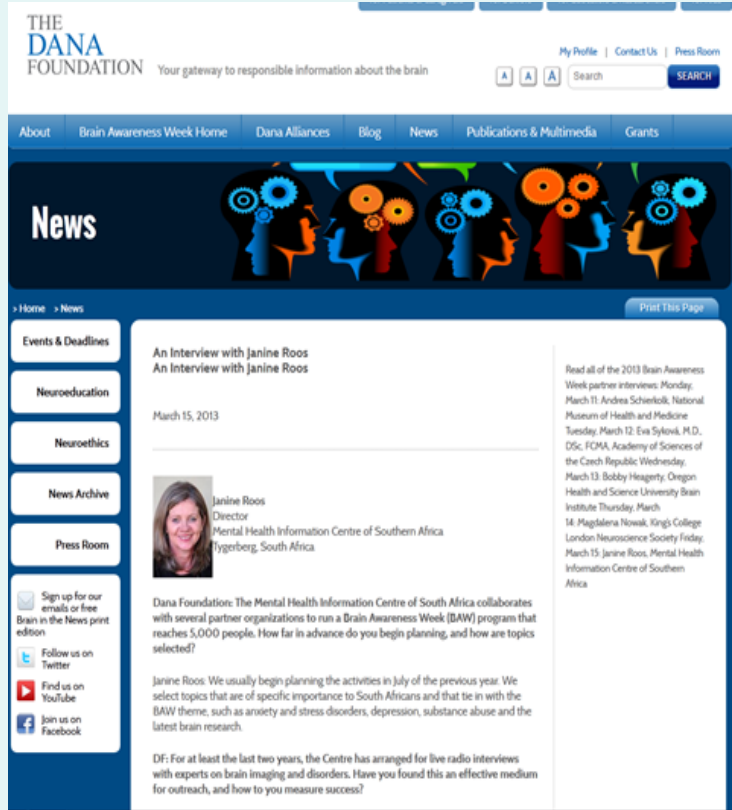 THE
DANA
FOUNDATION
Your gateway to responsible information about the brain
My Profile | Contact Us | Press Room
A A A Search SEARCH
About Brain Awareness Week Home Dana Alliances Blog News Publications & Multimedia Grants
News
> Home > News
Print This Page
Events & Deadlines
Neuroeducation
Neuroethics
News Archive
Press Room
Sign up for our
emails or free
Brain in the News print
edition
Follow us on
Twitter
Find us on
YouTube
Join us on
Facebook
An Interview with Janine Roos
An Interview with Janine Roos
March 15, 2013
Janine Roos
Director
Mental Health Information Centre of Southern Africa
Tygerberg, South Africa
Dana Foundation: The Mental Health Information Centre of South Africa collaborates
with several partner organizations to run a Brain Awareness Week (BAW) program that
reaches 5,000 people. How far in advance do you begin planning, and how are topics
selected?
Janine Roos: We usually begin planning the activities in July of the previous year. We
select topics that are of specific importance to South Africans and that tie in with the
BAW theme, such as anxiety and stress disorders, depression, substance abuse and the
latest brain research.
DF: For at least the last two years, the Centre has arranged for live radio interviews
with experts on brain imaging and disorders. Have you found this an effective medium
for outreach, and how to you measure success?
Read all of the 2013 Brain Awareness
Week partner interviews: Monday,
March 11: Andrea Schierkolk, National
Museum of Health and Medicine
Tuesday, March 12: Eva Syková, M.D.,
DSc, FCMA, Academy of Sciences of
the Czech Republic Wednesday,
March 13: Bobby Heagerty, Oregon
Health and Science University Brain
Institute Thursday, March
14: Magdalena Nowak, King's College
London Neuroscience Society Friday,
March 15: Janine Roos, Mental Health
Information Centre of Southern
Africa